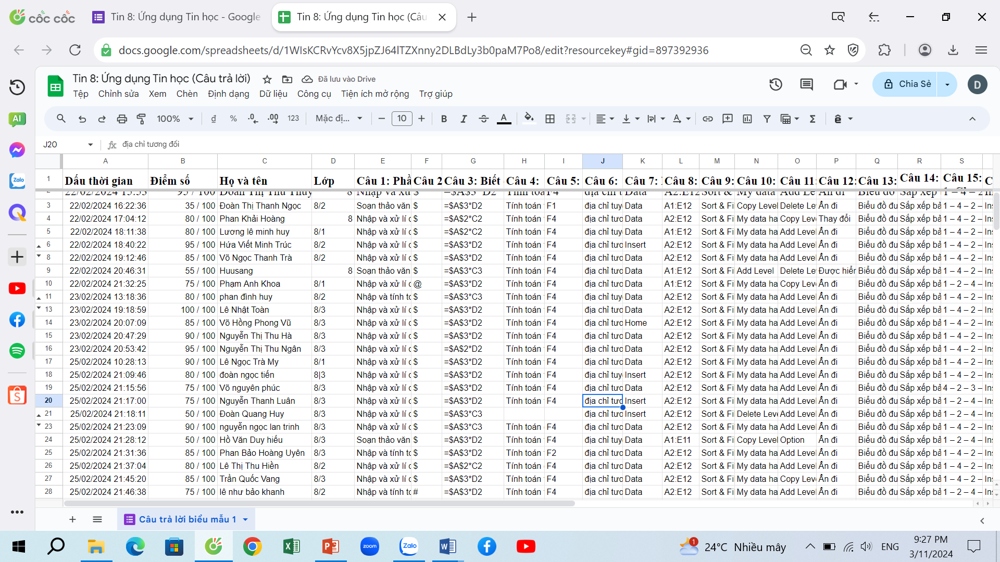 cốc cốc
Tin 8: Ứng dụng Tin học - Google
Tin 8: Ứng dụng Tin học (Câu
docs.google.com/spreadsheets/d/1WIsKCRvYcv8X5jpZJ64lTZXnny2DLBdLy3b0paM7Po8/edit?resourcekey#gid=897392936
Tin 8: Ứng dụng Tin học (Câu trả lời) Đã lưu vào Drive
Tệp Chỉnh sửa Xem Chèn Định dạng Dữ liệu Công cụ Tiện ích mở rộng Trợ giúp
Chia Sẻ
D
100% đ % .0 .00 123 Mặc đị... 10 B I A
J20 fx địa chỉ tương đối
A B C D E F G H I J K L M N O P Q R S
1 Dấu thời gian Điểm số Họ và tên Lớp Câu 1: Phầ Câu 2 Câu 3: Biết Câu 4: Câu 5: Câu 6: Câu 7: Câu 8: Câu 9: Câu 10: Câu 11: Câu 12: Câu 13: Câu 14: Câu 15: C
3 22/02/2024 16:22:36 35 / 100 Đoàn Thị Thanh Ngọc 8/2 Soạn thảo văn $ =$A$3*D2 Tính toán F1 địa chỉ tuy Data A1:E12 Sort & Fi Copy Level Delete Le Ẩn đi Biểu đồ đu Sắp xếp bả 1 – 4 – 2 – Ins
4 22/02/2024 17:04:12 80 / 100 Phan Khải Hoàng 8 Nhập và xử lí $ =$A$2*C2 Tính toán F4 địa chỉ tuy Data A2:E12 Sort & Fi My data ha Copy Leve Thay đổi Biểu đồ đu Sắp xếp bả 1 – 4 – 2 – Ins
5 22/02/2024 18:11:38 80 / 100 Lương lê minh huy 8/1 Nhập và xử lí $ =$A$2*C2 Tính toán F4 địa chỉ tuy Data A1:E12 Sort & Fi My data ha Add Level Ẩn đi Biểu đồ đu Sắp xếp bả 1 – 4 – 2 – Ins
6 22/02/2024 18:40:22 95 / 100 Hứa Viết Minh Trúc 8/2 Nhập và xử lí $ =$A$3*D2 Tính toán F4 địa chỉ tươ Insert A2:E12 Sort & Fi My data ha Add Level Ẩn đi Biểu đồ đu Sắp xếp bả 1 – 4 – 2 – Ins
8 22/02/2024 19:12:46 85 / 100 Võ Ngọc Thanh Trà 8/2 Nhập và xử lí $ =$A$3*D2 Tính toán F4 địa chỉ tươ Data A2:E12 Sort & Fi My data ha Add Level Ẩn đi Biểu đồ đu Sắp xếp bả 1 – 4 – 2 – Ins
9 22/02/2024 20:46:31 55 / 100 Huusang 8 Soạn thảo văn $ =$A$3*C3 Tính toán F4 địa chỉ tươ Data A1:E12 Sort & Fi Add Level Delete Le Được hiển Biểu đồ đu Sắp xếp bả 1 – 4 – 2 – Ins
10 22/02/2024 21:32:25 75 / 100 Phạm Anh Khoa 8/1 Nhập và xử lí @ =$A$3*D2 Tính toán F4 địa chỉ tươ Data A1:E12 Sort & Fi My data ha Copy Leve Ẩn đi Biểu đồ đu Sắp xếp bả 1 – 2 – 4 – Ins
11 23/02/2024 13:18:36 80 / 100 phan đình huy 8/2 Nhập và tính to $ =$A$3*C3 Tính toán F4 địa chỉ tuy Data A2:E12 Sort & Fi My data ha Add Level Ẩn đi Biểu đồ đu Sắp xếp bả 1 – 4 – 2 – Ins
13 23/02/2024 19:18:59 100 / 100 Lê Nhật Toàn 8/3 Nhập và xử lí $ =$A$3*D2 Tính toán F4 địa chỉ tươ Data A2:E12 Sort & Fi My data ha Add Level Ẩn đi Biểu đồ đu Sắp xếp bả 1 – 4 – 2 – Ins
14 23/02/2024 20:07:09 85 / 100 Võ Hồng Phong Vũ 8/3 Nhập và xử lí $ =$A$3*D2 Tính toán F4 địa chỉ tươ Home A2:E12 Sort & Fi My data ha Add Level Ẩn đi Biểu đồ đu Sắp xếp bả 1 – 4 – 2 – Ins
15 23/02/2024 20:47:29 90 / 100 Nguyễn Thị Thu Hà 8/3 Nhập và xử lí $ =$A$3*D2 Tính toán F4 địa chỉ tươ Data A2:E12 Sort & Fi My data ha Add Level Ẩn đi Biểu đồ đu Sắp xếp bả 1 – 4 – 2 – Ins
16 23/02/2024 20:53:42 95 / 100 Nguyễn Thị Thu Ngân 8/3 Nhập và xử lí $ =$A$2*D2 Tính toán F4 địa chỉ tươ Data A2:E12 Sort & Fi My data ha Add Level Ẩn đi Biểu đồ đu Sắp xếp bả 1 – 4 – 2 – Ins
17 25/02/2024 10:28:13 90 / 100 Lê Ngọc Trà My 8/1 Nhập và xử lí $ =$A$3*D2 Tính toán F4 địa chỉ tươ Data A2:E12 Sort & Fi My data ha Add Level Ẩn đi Biểu đồ đu Sắp xếp bả 1 – 4 – 2 – Ins
18 25/02/2024 21:09:46 80 / 100 đoàn ngọc tiến 8|3 Nhập và xử lí $ =$A$3*D2 Tính toán F4 địa chỉ tuy Insert A2:E12 Sort & Fi My data ha Add Level Ẩn đi Biểu đồ đu Sắp xếp bả 1 – 4 – 2 – Ins
19 25/02/2024 21:15:56 75 / 100 Võ nguyên phúc 8/3 Nhập và xử lí $ =$A$3*D2 Tính toán F4 địa chỉ tươ Data A2:E12 Sort & Fi My data ha Add Level Ẩn đi Biểu đồ đu Sắp xếp bả 4 – 2 – 3 – Ins
20 25/02/2024 21:17:00 75 / 100 Nguyễn Thanh Luân 8/3 Nhập và xử lí $ =$A$3*D2 Tính toán F4 địa chỉ tươ Insert A2:E12 Sort & Fi My data ha Add Level Ẩn đi Biểu đồ đu Sắp xếp bả 1 – 2 – 4 – Ins
21 25/02/2024 21:18:11 50 / 100 Đoàn Quang Huy 8/3 Nhập và xử lí $ =$A$3*C3 địa chỉ tươ Insert A2:E12 Sort & Fi Delete Leve Add Level Ẩn đi Biểu đồ đu Sắp xếp bả 1 – 2 – 4 – Ins
23 25/02/2024 21:23:09 90 / 100 nguyễn ngọc lan trinh 8/3 Nhập và xử lí $ =$A$3*C3 Tính toán F4 địa chỉ tươ Data A2:E12 Sort & Fi My data ha Add Level Ẩn đi Biểu đồ đu Sắp xếp bả 1 – 4 – 2 – Ins
24 25/02/2024 21:28:12 50 / 100 Hồ Văn Duy hiếu 8/3 Soạn thảo văn $ =$A$3*D2 Tính toán F4 địa chỉ tuy Data A1:E11 Sort & Fi Copy Level Option Ẩn đi Biểu đồ đu Sắp xếp bả 1 – 2 – 4 – Ins
25 25/02/2024 21:31:36 85 / 100 Phan Bảo Hoàng Uyên 8/3 Nhập và tính to $ =$A$3*D2 Tính toán F2 địa chỉ tươ Data A2:E12 Sort & Fi My data ha Add Level Ẩn đi Biểu đồ đu Sắp xếp bả 1 – 4 – 2 – Ins
26 25/02/2024 21:37:04 80 / 100 Lê Thị Thu Hiền 8/2 Nhập và xử lí $ =$A$2*C2 Tính toán F4 địa chỉ tươ Data A2:E12 Sort & Fi My data ha Add Level Ẩn đi Biểu đồ đu Sắp xếp bả 1 – 4 – 2 – Ins
27 25/02/2024 21:45:20 85 / 100 Trần Quốc Vang 8/3 Nhập và xử lí $ =$A$3*D2 Tính toán F4 địa chỉ tươ Data A2:E12 Sort & Fi My data ha Copy Leve Ẩn đi Biểu đồ đu Sắp xếp bả 1 – 4 – 2 – Ins
28 25/02/2024 21:46:38 75 / 100 lê như bảo khanh 8/2 Nhập và tính to # =$A$3*D2 Tính toán F4 địa chỉ tươ Data A2:E12 Sort & Fi My data ha Add Level Ẩn đi Biểu đồ đu Sắp xếp bả 1 – 2 – 4 – Ins
Câu trả lời biểu mẫu 1
AI
Zalo
zoom
Zalo
1
24°C Nhiều mây
ENG
9:27 PM
3/11/2024